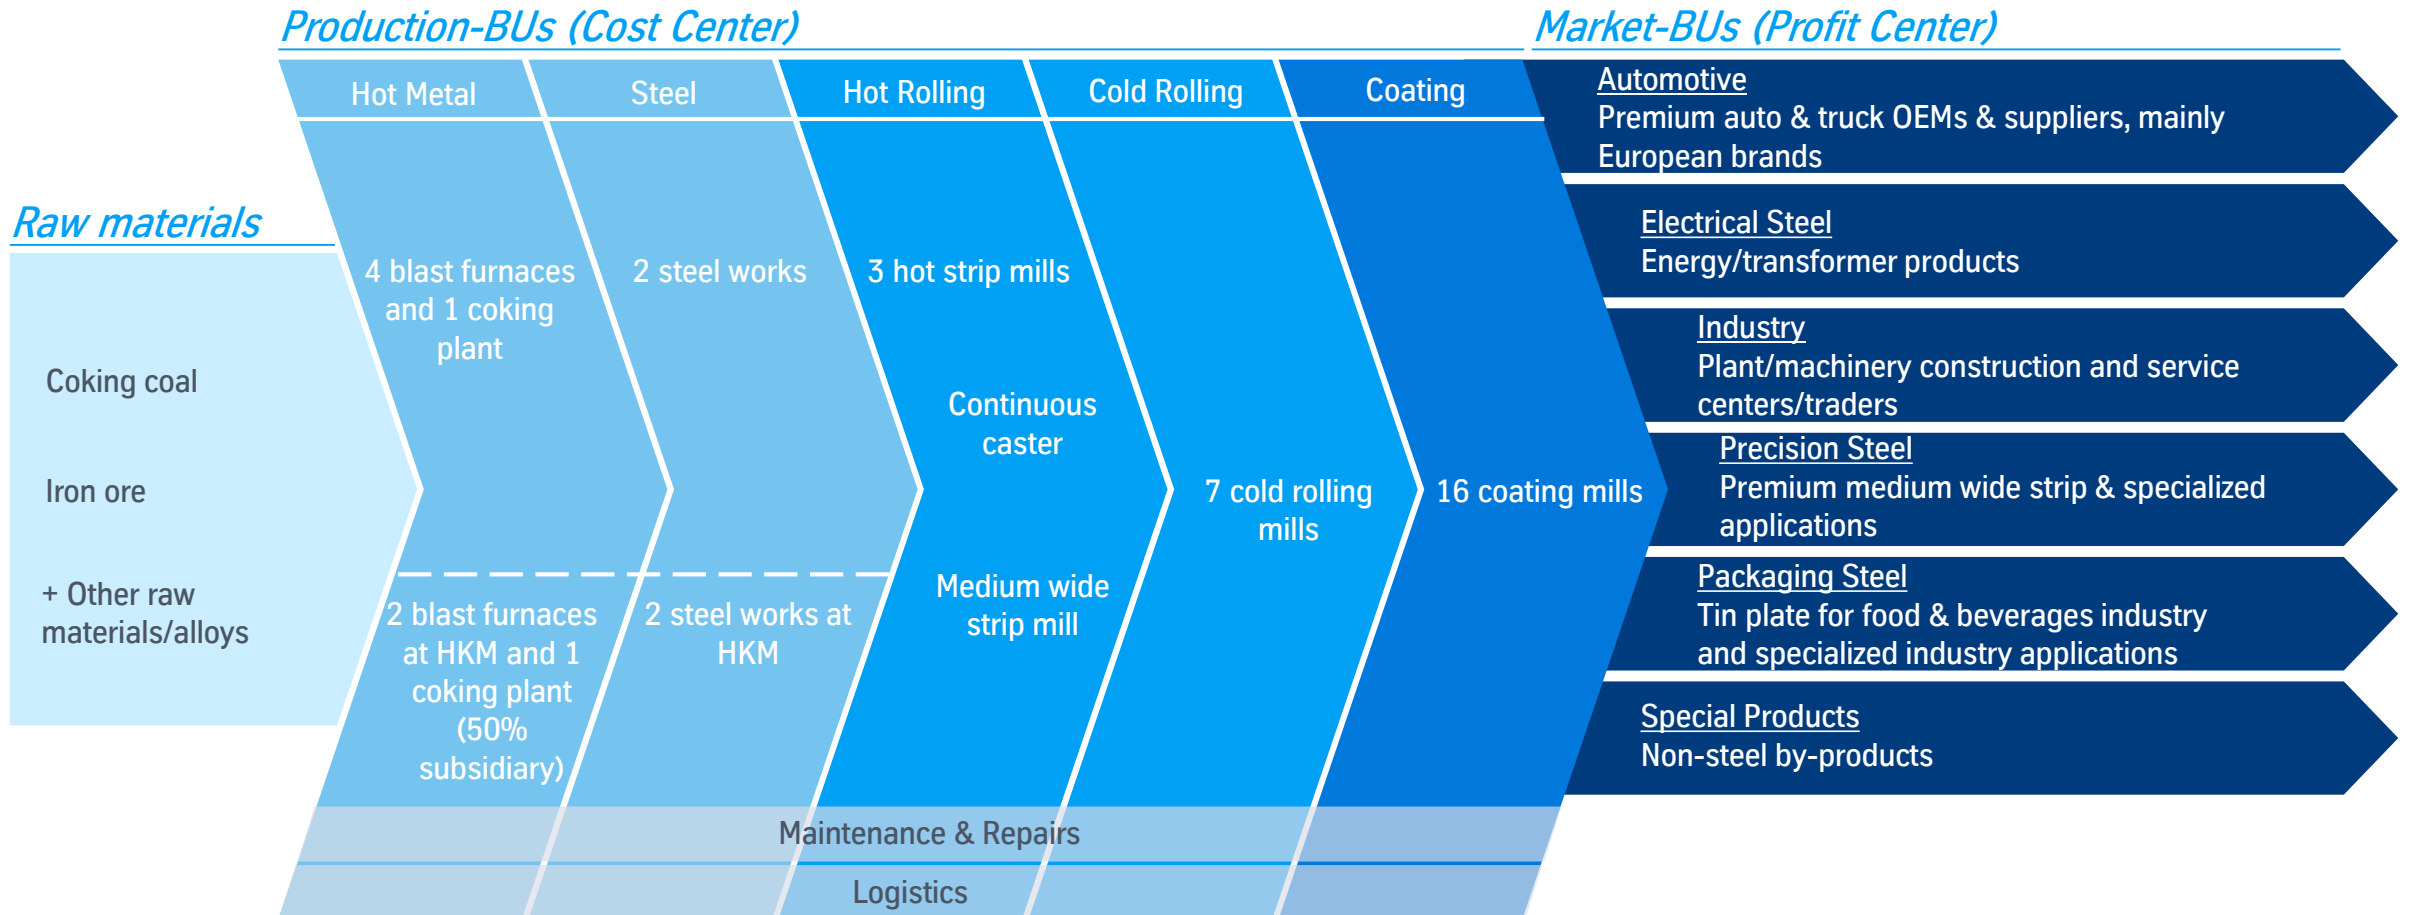 Production-BUs (Cost Center)
Market-BUs (Profit Center)
Raw materials
Coking coal
Iron ore
+ Other raw
materials/alloys
Hot Metal
4 blast furnaces
and 1 coking
plant
2 blast furnaces
at HKM and 1
coking plant
(50%
subsidiary)
Steel
2 steel works
2 steel works at
HKM
Hot Rolling
3 hot strip mills
Continuous
caster
Medium wide
strip mill
Cold Rolling
7 cold rolling
mills
Coating
16 coating mills
Maintenance & Repairs
Logistics
Automotive
Premium auto & truck OEMs & suppliers, mainly
European brands
Electrical Steel
Energy/transformer products
Industry
Plant/machinery construction and service
centers/traders
Precision Steel
Premium medium wide strip & specialized
applications
Packaging Steel
Tin plate for food & beverages industry
and specialized industry applications
Special Products
Non-steel by-products